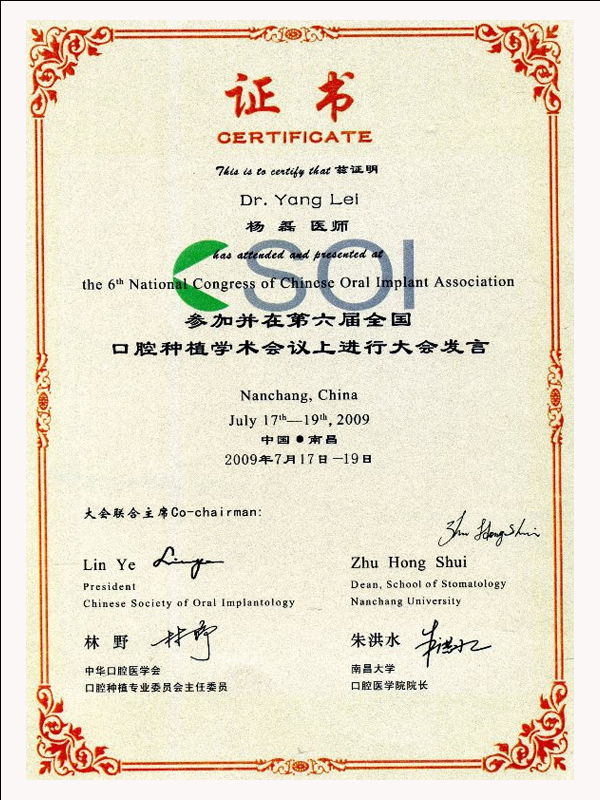 证书
CERTIFICATE
This is to certify that 兹证明
Dr. Yang Lei
杨 磊 医师
has attended and presented at
CSOI
the 6th National Congress of Chinese Oral Implant Association
参加并在第六届全国
口腔种植学术会议上进行大会发言
Nanchang, China
July 17th—19th, 2009
中国●南昌
2009年7月17日－19日
大会联合主席Co-chairman:
Zhu HongShui
Lin Ye
Zhu Hong Shui
President
Dean, School of Stomatology
Chinese Society of Oral Implantology
Nanchang University
林 野 林野
朱洪水 朱洪水
中华口腔医学会
南昌大学
口腔种植专业委员会主任委员
口腔医学院院长